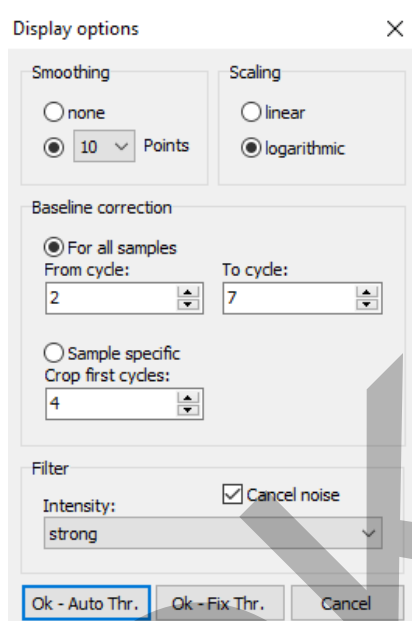 Display options
Smoothing
none
10 Points
Scaling
linear
logarithmic
Baseline correction
For all samples
From cycle: To cycle:
2 7
Sample specific
Crop first cycles:
4
Filter
Intensity: Cancel noise
strong
Ok - Auto Thr. Ok - Fix Thr. Cancel